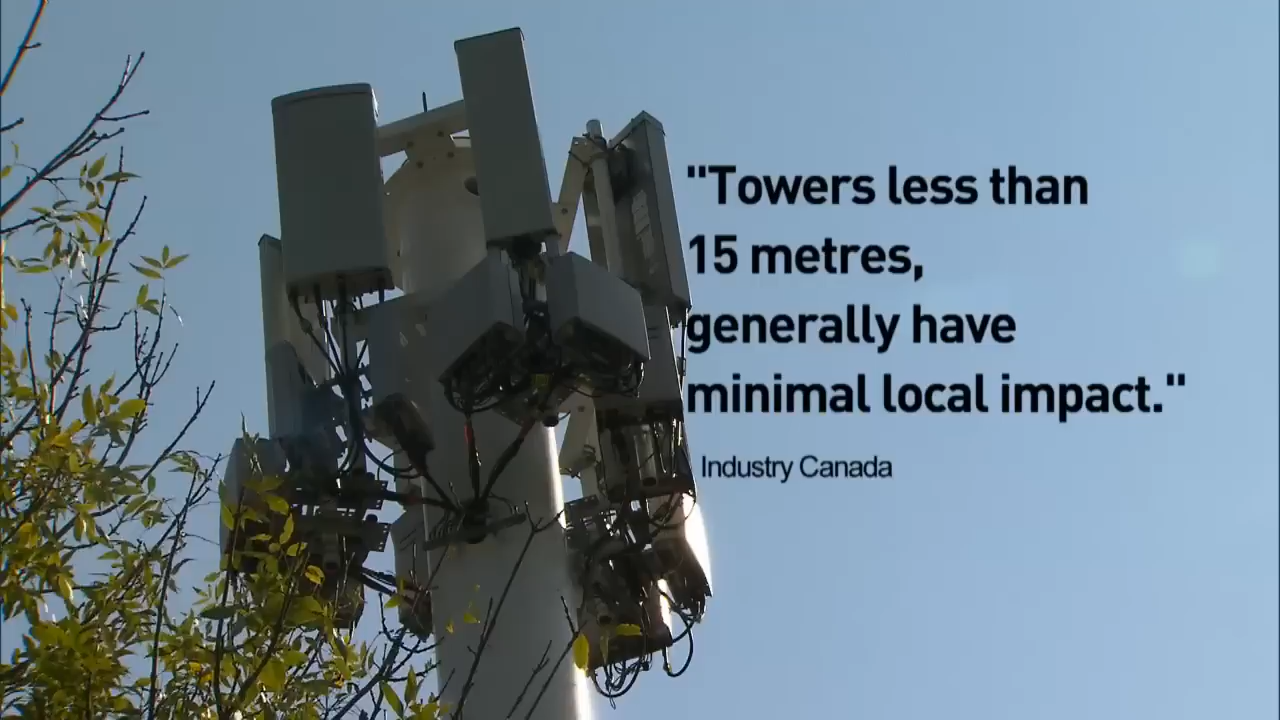 "Towers less than
15 metres,
generally have
minimal local impact."
Industry Canada